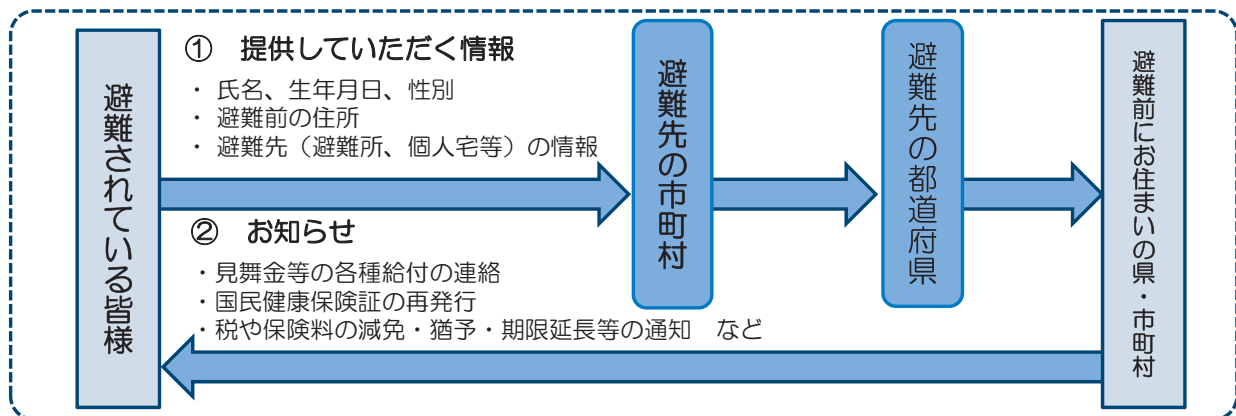 避難されている皆様
① 提供していただく情報
・ 氏名、生年月日、性別
・ 避難前の住所
・ 避難先（避難所、個人宅等）の情報
避難先の市町村
避難先の都道府県
避難前にお住まいの県・市町村
② お知らせ
・見舞金等の各種給付の連絡
・国民健康保険証の再発行
・税や保険料の減免・猶予・期限延長等の通知 など